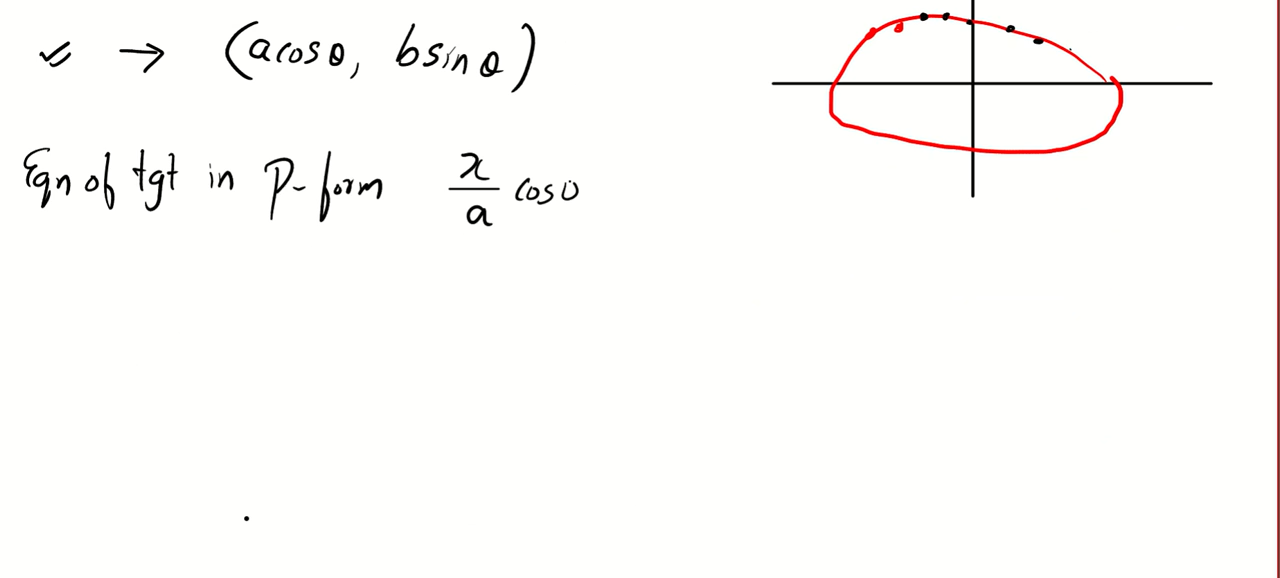 ✓ → (acosθ, bsinθ)
Eqn of tgt in P-form x/a cosθ